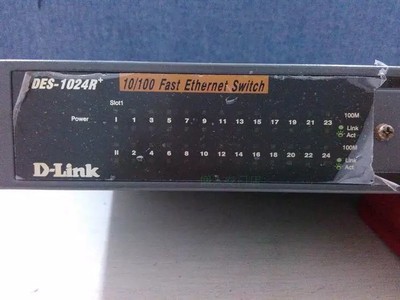 DES-1024R+ 10/100 Fast Ethernet Switch
Slot1
Power I 1 3 5 7 9 11 13 15 17 19 21 23 100M
Link
Act
II 2 4 6 8 10 12 14 16 18 20 22 24 100M
Link
Act
D-Link